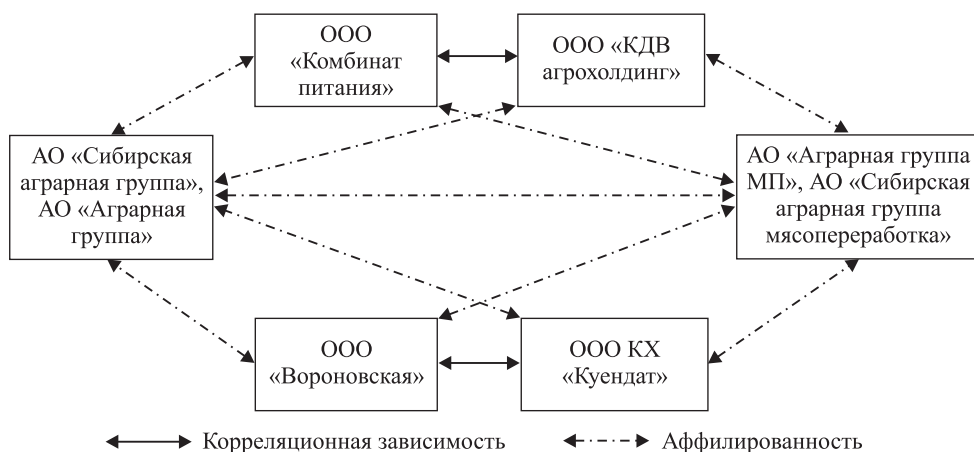 ООО
«Комбинат
питания»
ООО «КДВ
агрохолдинг»
АО «Сибирская
аграрная группа»,
АО «Аграрная
группа»
АО «Аграрная группа
МП», АО «Сибирская
аграрная группа
мясопереработка»
ООО
«Вороновская»
ООО КХ
«Куендат»
Корреляционная зависимость
Аффилированность